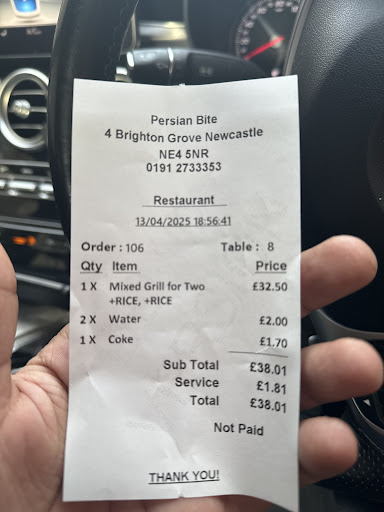 Persian Bite
4 Brighton Grove Newcastle
NE4 5NR
0191 2733353
Restaurant
13/04/2025 18:56:41
Order : 106 Table : 8
Qty Item Price
1 X Mixed Grill for Two £32.50
+RICE, +RICE
2 X Water £2.00
1 X Coke £1.70
Sub Total £38.01
Service £1.81
Total £38.01
Not Paid
THANK YOU!